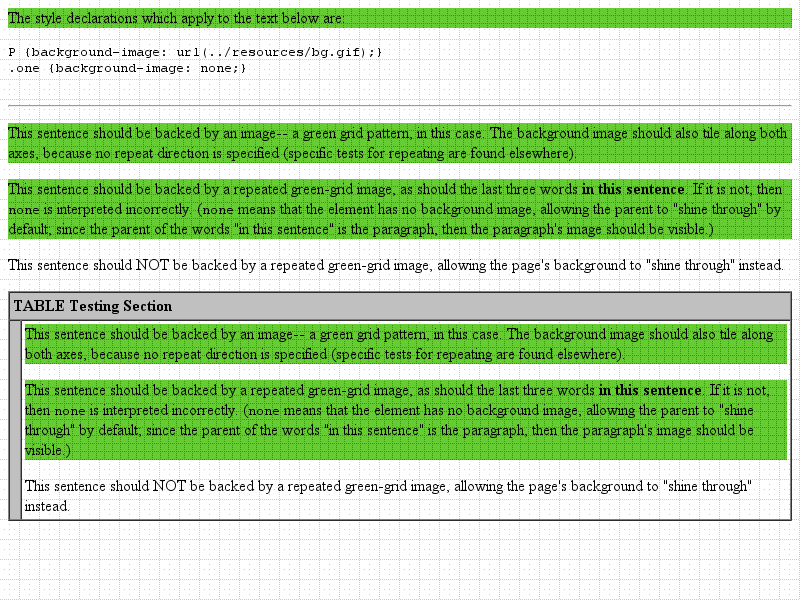 The style declarations which apply to the text below are:
P {background-image: url(../resources/bg.gif);}
.one {background-image: none;}
This sentence should be backed by an image-- a green grid pattern, in this case. The background image should also tile along both
axes, because no repeat direction is specified (specific tests for repeating are found elsewhere).
This sentence should be backed by a repeated green-grid image, as should the last three words in this sentence. If it is not, then
none is interpreted incorrectly. (none means that the element has no background image, allowing the parent to "shine through" by
default; since the parent of the words "in this sentence" is the paragraph, then the paragraph's image should be visible.)
This sentence should NOT be backed by a repeated green-grid image, allowing the page's background to "shine through" instead.
TABLE Testing Section
This sentence should be backed by an image-- a green grid pattern, in this case. The background image should also tile along
both axes, because no repeat direction is specified (specific tests for repeating are found elsewhere).
This sentence should be backed by a repeated green-grid image, as should the last three words in this sentence. If it is not,
then none is interpreted incorrectly. (none means that the element has no background image, allowing the parent to "shine
through" by default; since the parent of the words "in this sentence" is the paragraph, then the paragraph's image should be
visible.)
This sentence should NOT be backed by a repeated green-grid image, allowing the page's background to "shine through"
instead.